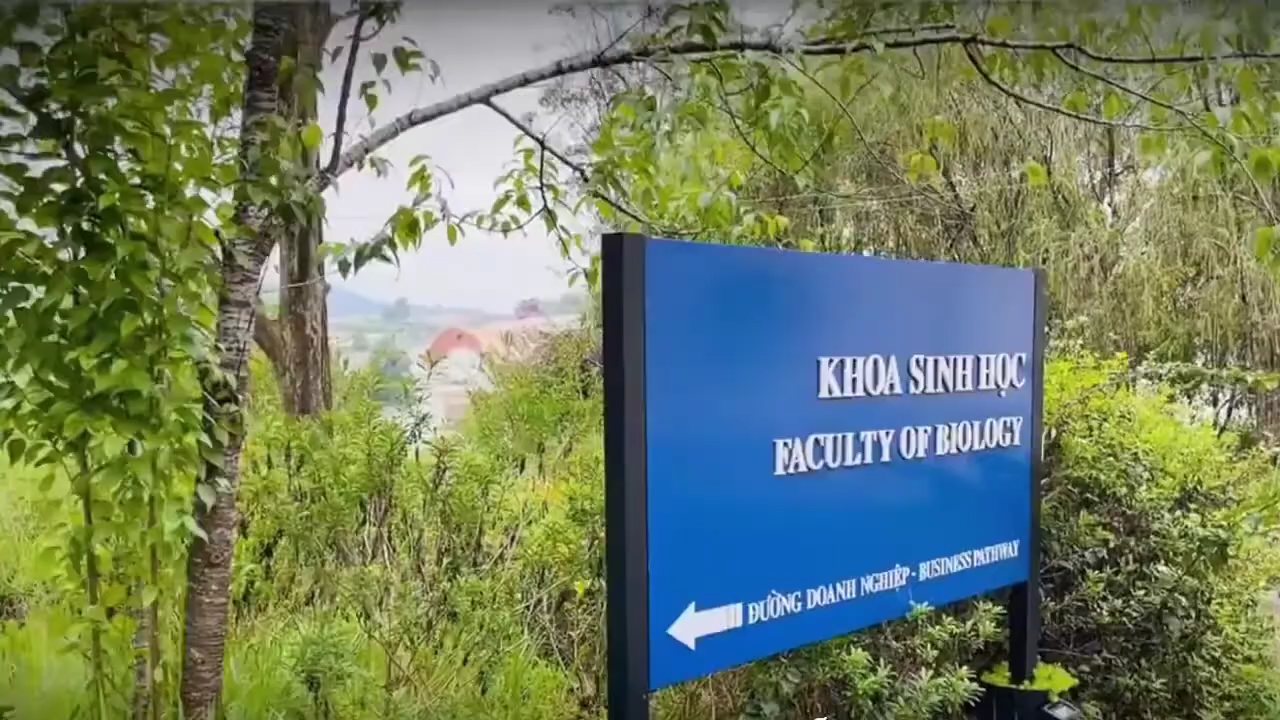 KHOA SINH HỌC
FACULTY OF BIOLOGY
ĐƯỜNG DOANH NGHIỆP - BUSINESS PATHWAY